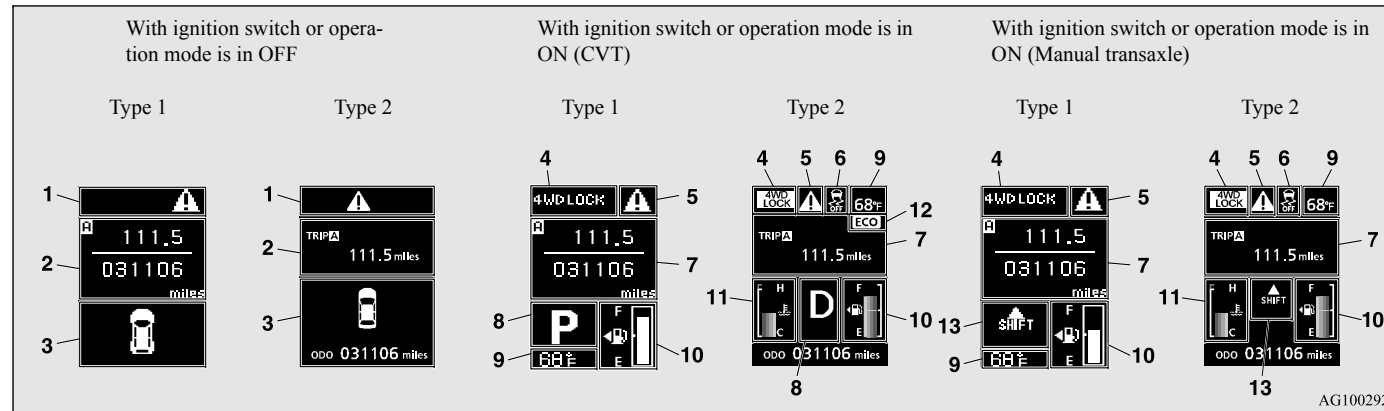 With ignition switch or opera-
tion mode is in OFF
With ignition switch or operation mode is in
ON (CVT)
With ignition switch or operation mode is in
ON (Manual transaxle)
Type 1
Type 2
Type 1
Type 2
Type 1
Type 2
1
2
A
111.5
031106
miles
3
1
2
TRIP A
111.5 miles
3
ODO 031106 miles
4
4WD LOCK
5
A
111.5
031106
miles
7
8
P
9
68°F
F
E
10
4
5
6
9
4WD
LOCK
OFF
68°F
ECO
12
TRIP A
111.5 miles
7
11
F
H
C
D
F
E
10
ODO 031106 miles
8
4
4WD LOCK
5
A
111.5
031106
miles
7
13
SHIFT
9
68°F
F
E
10
4
5
6
9
4WD
LOCK
OFF
68°F
TRIP A
111.5 miles
7
11
F
H
C
SHIFT
F
E
10
ODO 031106 miles
13
AG100292